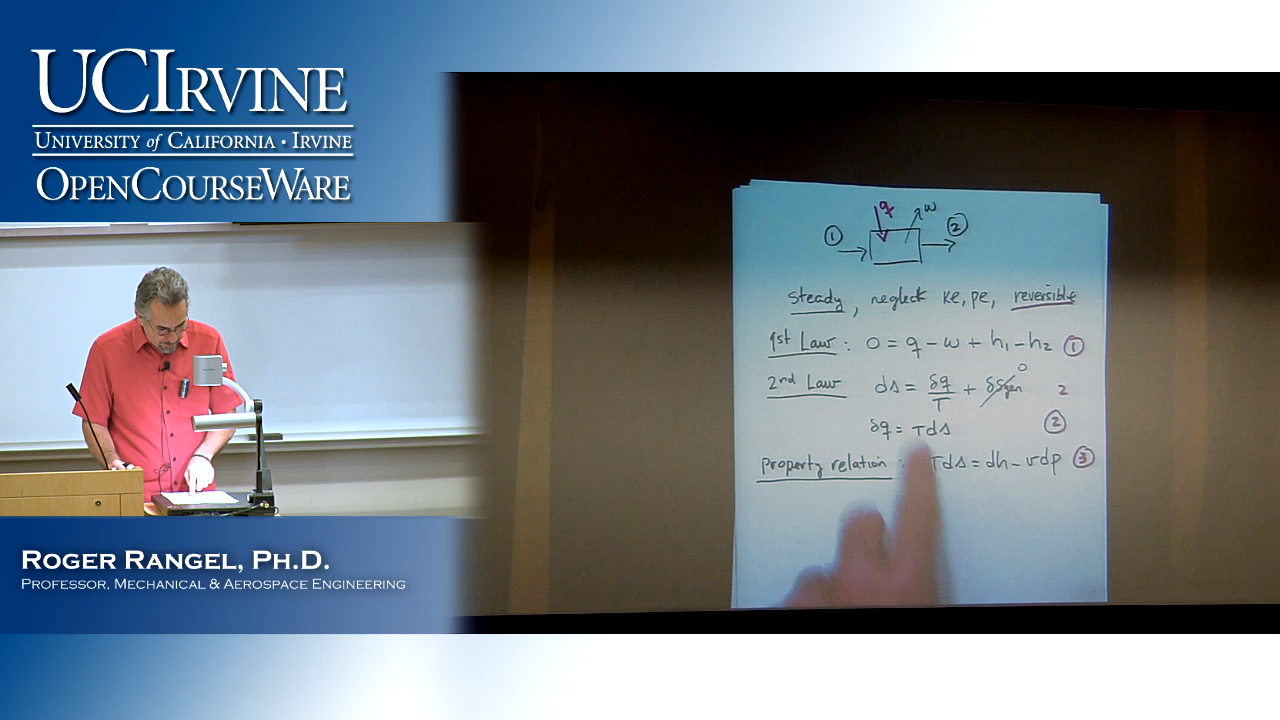 UCIRVINE
UNIVERSITY of CALIFORNIA · IRVINE
OPENCOURSEWARE
q w
① ②
steady, neglect ke, pe, reversible
1st Law : 0 = q - w + h₁ - h₂ ①
2nd Law ds = δq/T + δsgen 0 2
δq = Tds ②
Property relation : Tds = dh - vdp ③
ROGER RANGEL, PH.D.
PROFESSOR, MECHANICAL & AEROSPACE ENGINEERING